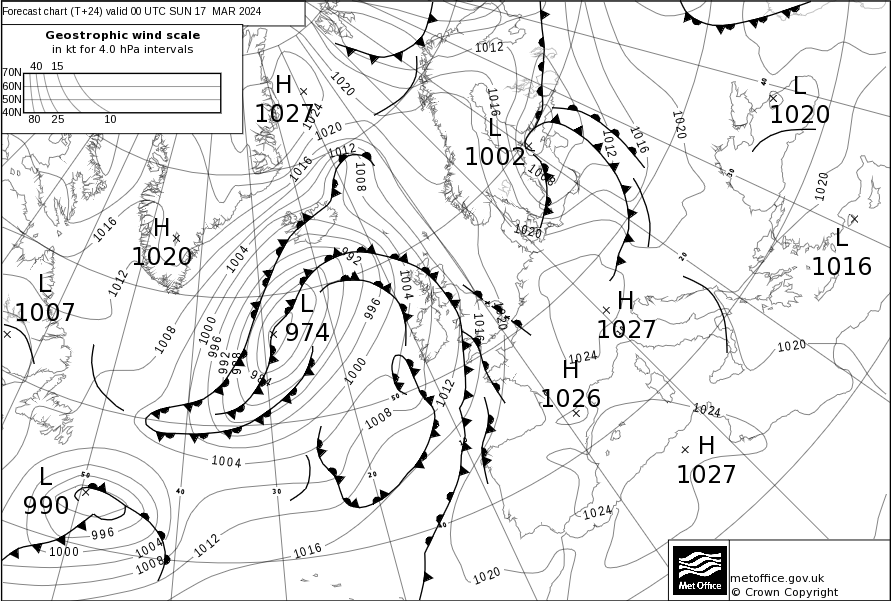 Forecast chart (T+24) valid 00 UTC SUN 17 MAR 2024
Geostrophic wind scale
in kt for 4.0 hPa intervals
40 15
70N
60N
50N
40N
80 25 10
H
1027
L
1002
L
1020
H
1020
L
1016
L
1007
L
974
H
1027
H
1026
H
1027
L
990
1012
1020
1016
1024
1020
1012
1016
1008
1012
1016
1020
1008
1020
1020
1016
1004
992
1012
1004
996
1008
1000
996
992
988
984
1000
1016
1020
1024
1020
1012
1008
1024
1004
996
1000
1004
1008
1012
1016
1024
1020
40
30
20
50
50
40
30
20
10
40
Met Office
metoffice.gov.uk
© Crown Copyright